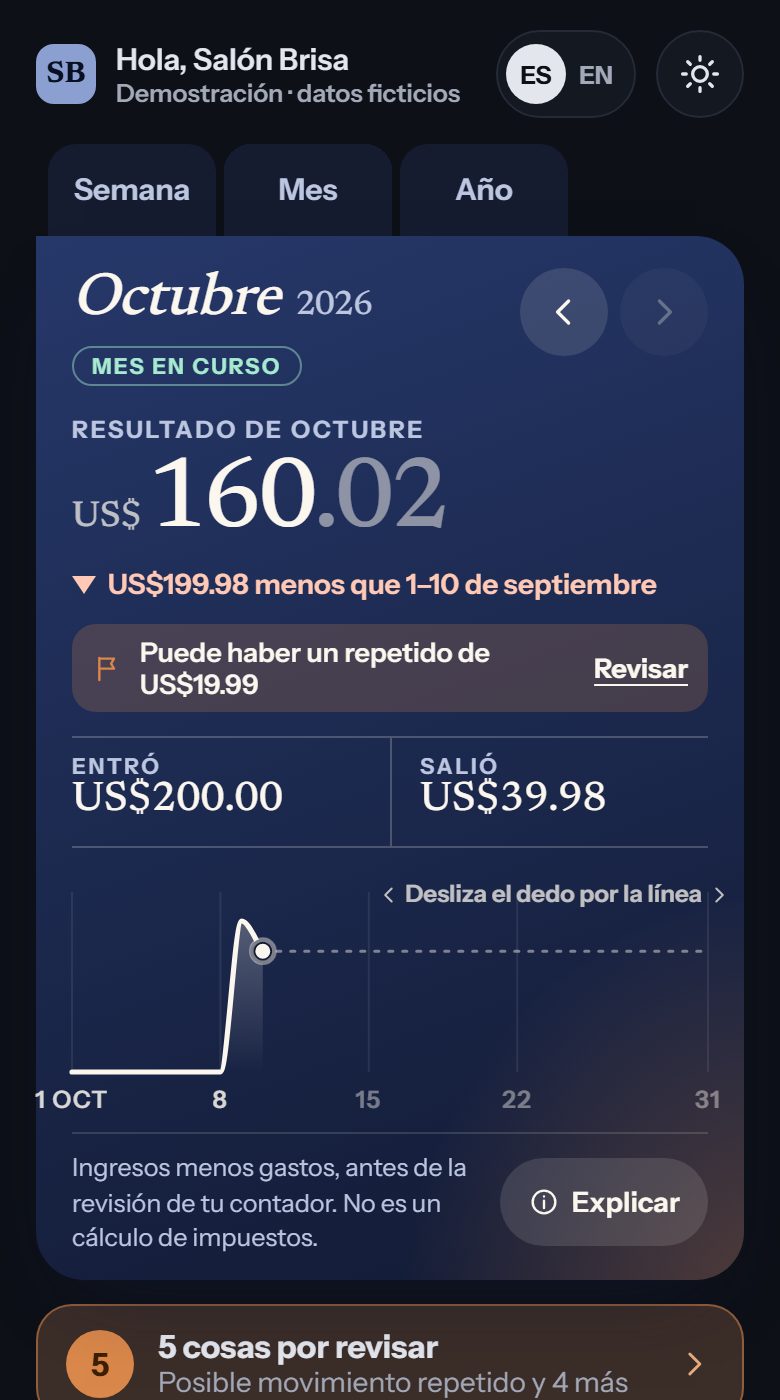 SB
Hola, Salón Brisa
Demostración · datos ficticios
ES EN
Semana Mes Año
Octubre 2026
MES EN CURSO
RESULTADO DE OCTUBRE
US$ 160.02
US$199.98 menos que 1–10 de septiembre
Puede haber un repetido de
US$19.99
Revisar
ENTRÓ
US$200.00
SALIÓ
US$39.98
Desliza el dedo por la línea
1 OCT 8 15 22 31
Ingresos menos gastos, antes de la
revisión de tu contador. No es un
cálculo de impuestos.
Explicar
5
5 cosas por revisar
Posible movimiento repetido y 4 más